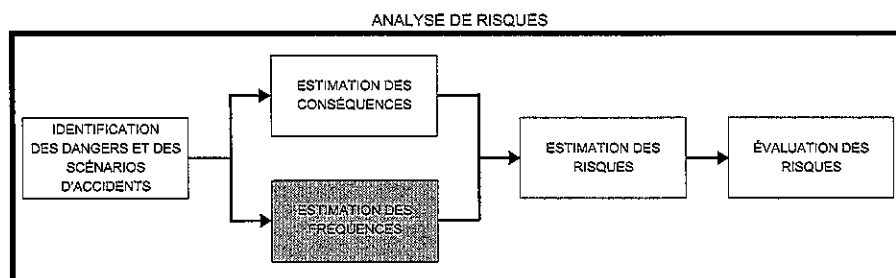 ANALYSE DE RISQUES
ESTIMATION DES
CONSÉQUENCES
IDENTIFICATION
DES DANGERS ET DES
SCÉNARIOS
D'ACCIDENTS
ESTIMATION DES
FRÉQUENCES
ESTIMATION DES
RISQUES
ÉVALUATION DES
RISQUES